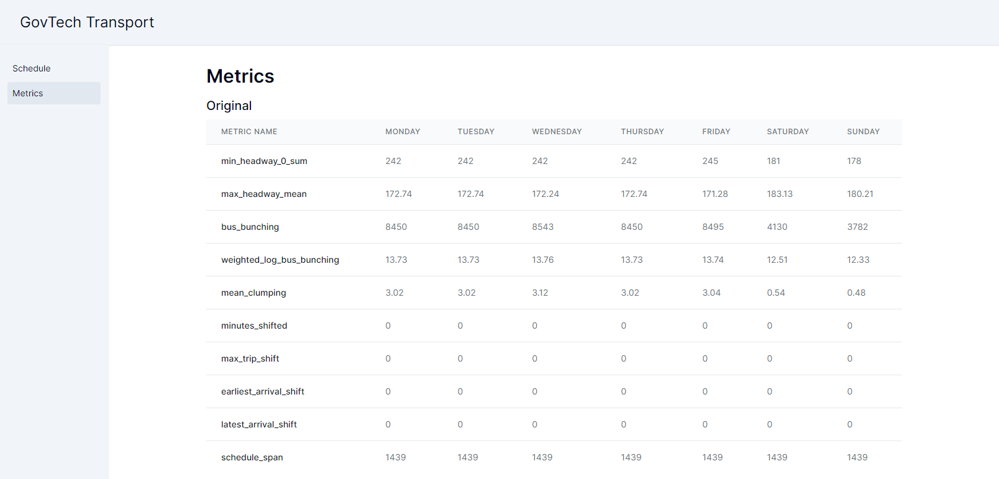 GovTech Transport
Schedule
Metrics
Metrics
Original
METRIC NAME MONDAY TUESDAY WEDNESDAY THURSDAY FRIDAY SATURDAY SUNDAY
min_headway_0_sum 242 242 242 242 245 181 178
max_headway_mean 172.74 172.74 172.24 172.74 171.28 183.13 180.21
bus_bunching 8450 8450 8543 8450 8495 4130 3782
weighted_log_bus_bunching 13.73 13.73 13.76 13.73 13.74 12.51 12.33
mean_clumping 3.02 3.02 3.12 3.02 3.04 0.54 0.48
minutes_shifted 0 0 0 0 0 0 0
max_trip_shift 0 0 0 0 0 0 0
earliest_arrival_shift 0 0 0 0 0 0 0
latest_arrival_shift 0 0 0 0 0 0 0
schedule_span 1439 1439 1439 1439 1439 1439 1439